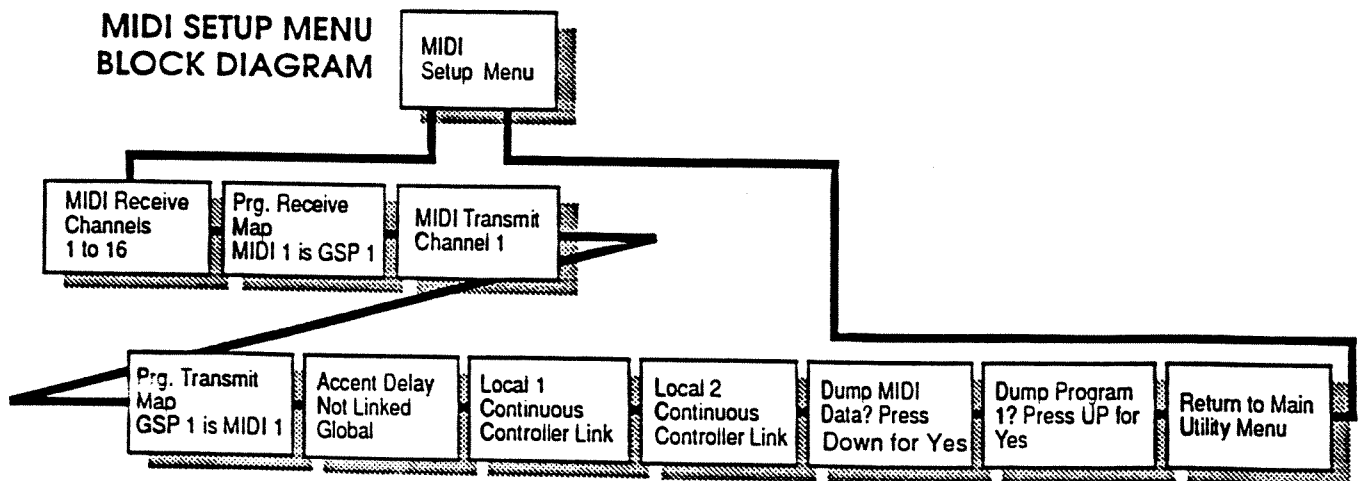 MIDI SETUP MENU
BLOCK DIAGRAM
MIDI
Setup Menu
MIDI Receive
Channels
1 to 16
Prg. Receive
Map
MIDI 1 is GSP 1
MIDI Transmit
Channel 1
Prg. Transmit
Map
GSP 1 is MIDI 1
Accent Delay
Not Linked
Global
Local 1
Continuous
Controller Link
Local 2
Continuous
Controller Link
Dump MIDI
Data? Press
Down for Yes
Dump Program
1? Press UP for
Yes
Return to Main
Utility Menu